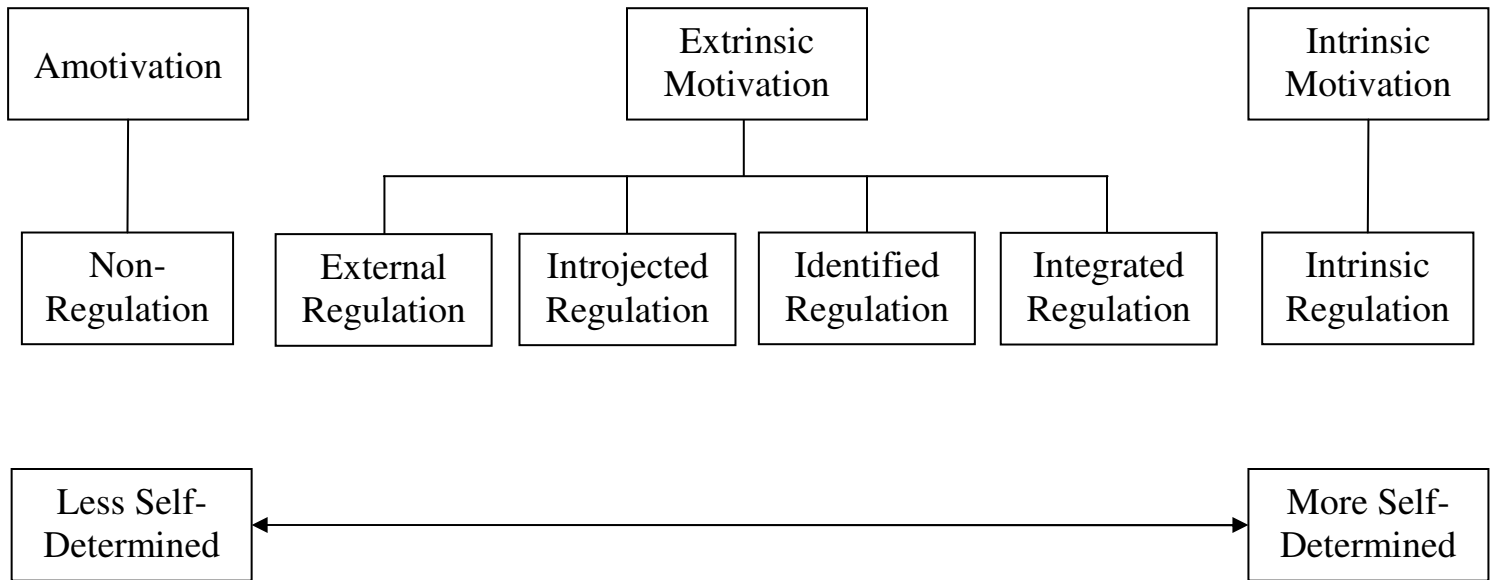 Amotivation
Extrinsic
Motivation
Intrinsic
Motivation
Non-
Regulation
External
Regulation
Introjected
Regulation
Identified
Regulation
Integrated
Regulation
Intrinsic
Regulation
Less Self-
Determined
More Self-
Determined